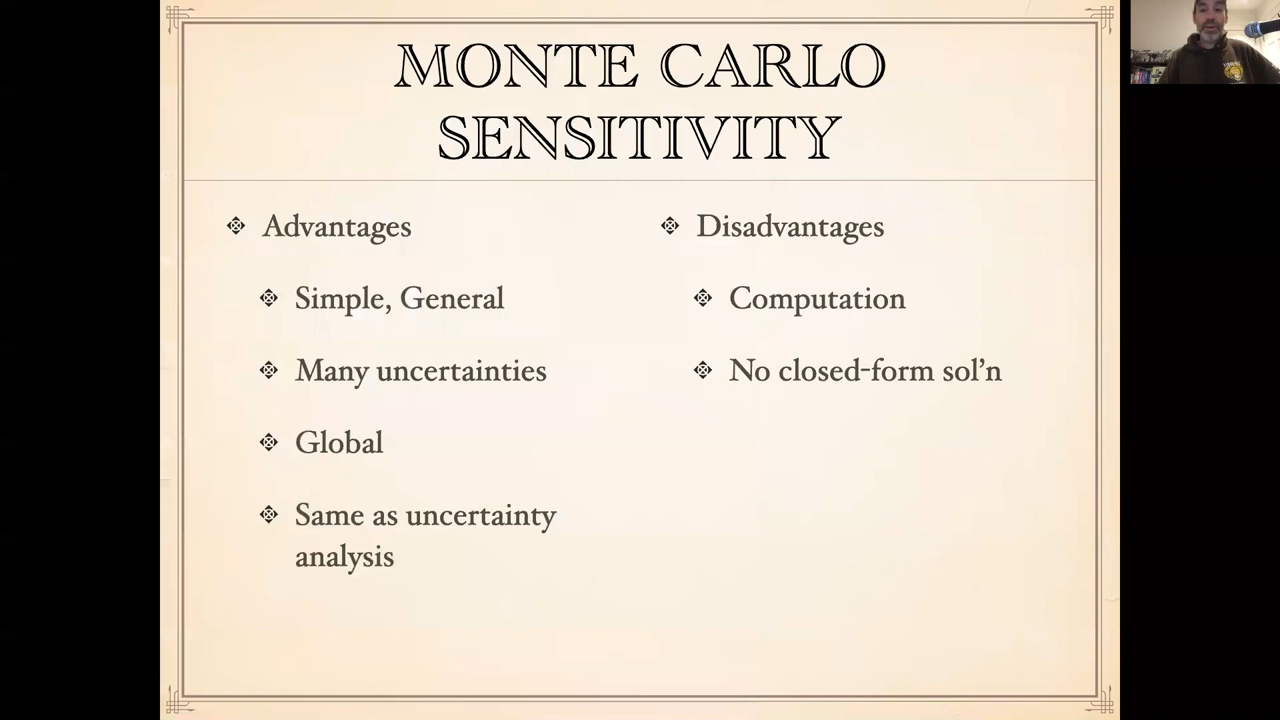 MONTE CARLO
SENSITIVITY
Advantages
Simple, General
Many uncertainties
Global
Same as uncertainty
analysis
Disadvantages
Computation
No closed-form sol’n